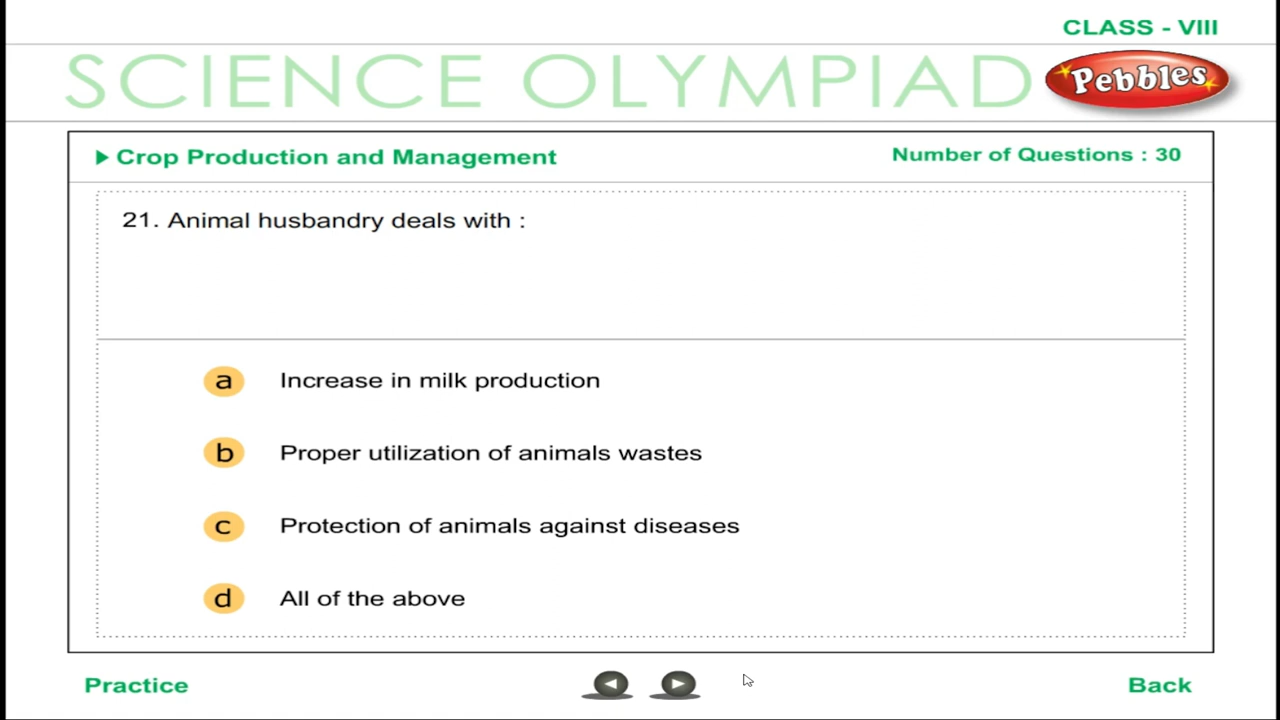 CLASS - VIII
SCIENCE OLYMPIAD
Pebbles
Crop Production and Management
Number of Questions : 30
21. Animal husbandry deals with :
a Increase in milk production
b Proper utilization of animals wastes
c Protection of animals against diseases
d All of the above
Practice
Back